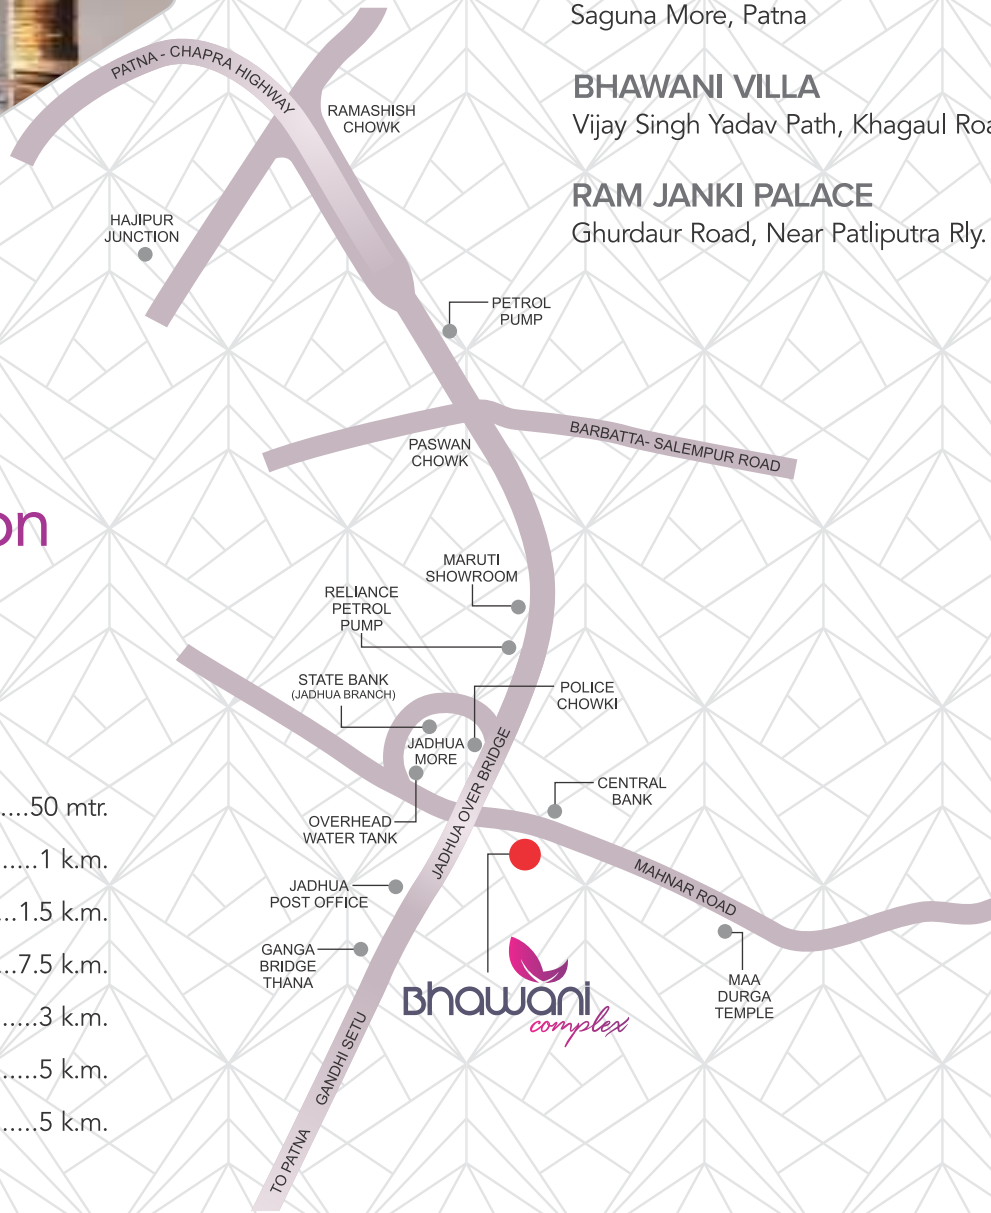 Saguna More, Patna
BHAWANI VILLA
Vijay Singh Yadav Path, Khagaul Roa
RAM JANKI PALACE
Ghurdaur Road, Near Patliputra Rly.
PATNA - CHAPRA HIGHWAY
RAMASHISH
CHOWK
HAJIPUR
JUNCTION
PETROL
PUMP
PASWAN
CHOWK
BARBATTA- SALEMPUR ROAD
on
MARUTI
SHOWROOM
RELIANCE
PETROL
PUMP
STATE BANK
(JADHUA BRANCH)
POLICE
CHOWKI
JADHUA
MORE
JADHUA OVER BRIDGE
CENTRAL
BANK
OVERHEAD
WATER TANK
MAHNAR ROAD
JADHUA
POST OFFICE
GANGA
BRIDGE
THANA
MAA
DURGA
TEMPLE
Bhawani
complex
GANDHI SETU
TO PATNA
....50 mtr.
......1 k.m.
...1.5 k.m.
...7.5 k.m.
.....3 k.m.
.....5 k.m.
.....5 k.m.